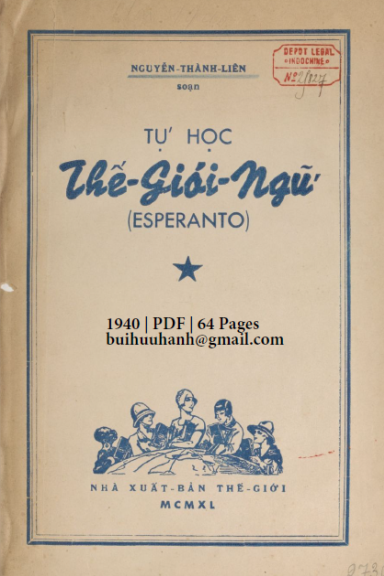 NGUYỄN-THÀNH-LIÊN
soạn
DEPOT LEGAL
INDOCHINE
TỰ HỌC
Thế-Giới-Ngữ
(ESPERANTO)
1940 | PDF | 64 Pages
buihuuhanh@gmail.com
NHÀ XUẤT-BẢN THẾ-GIỚI
MCMXL